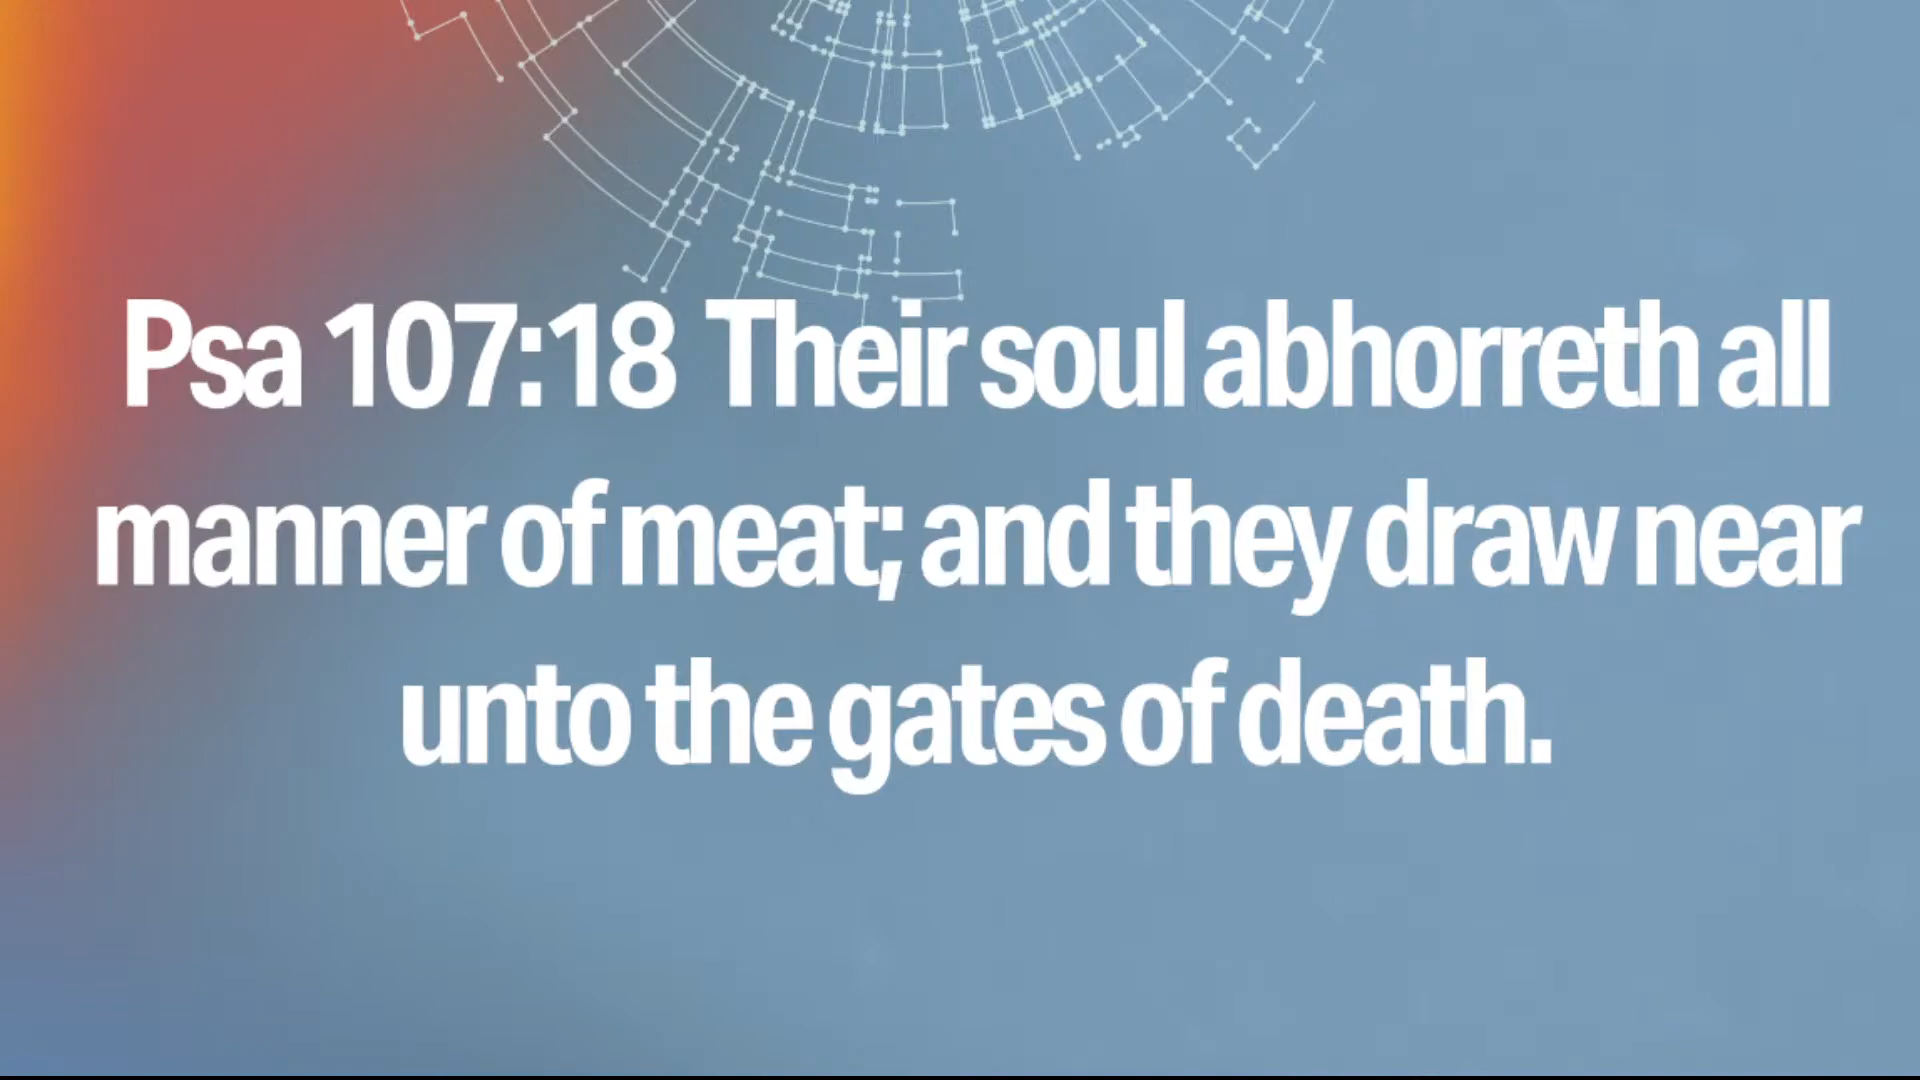 Psa 107:18 Their soul abhorreth all
manner of meat; and they draw near
unto the gates of death.